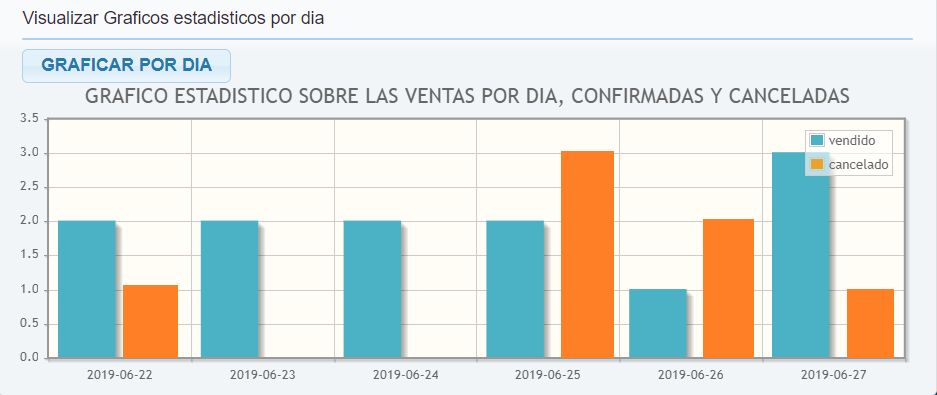 Visualizar Graficos estadisticos por dia
GRAFICAR POR DIA
GRAFICO ESTADISTICO SOBRE LAS VENTAS POR DIA, CONFIRMADAS Y CANCELADAS
3.5
3.0
2.5
2.0
1.5
1.0
0.5
0.0
vendido
cancelado
2019-06-22 2019-06-23 2019-06-24 2019-06-25 2019-06-26 2019-06-27